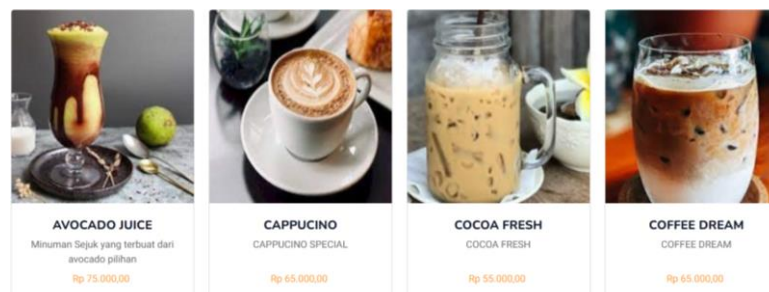 AVOCADO JUICE
Minuman Sejuk yang terbuat dari
avocado pilihan
Rp 75.000,00
CAPPUCINO
CAPPUCINO SPECIAL
Rp 65.000,00
COCOA FRESH
COCOA FRESH
Rp 55.000,00
COFFEE DREAM
COFFEE DREAM
Rp 65.000,00